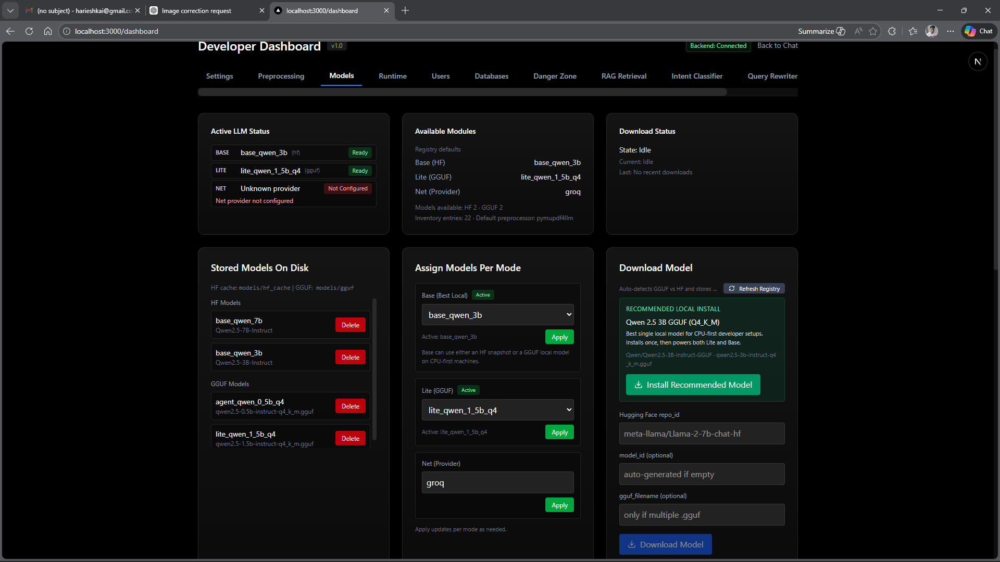 (no subject) - harieshkai@gmail.co
Image correction request
localhost:3000/dashboard
localhost:3000/dashboard
Summarize
Chat
Developer Dashboard
v1.0
Backend: Connected
Back to Chat
N
Settings
Preprocessing
Models
Runtime
Users
Databases
Danger Zone
RAG Retrieval
Intent Classifier
Query Rewriter
Active LLM Status
BASE base_qwen_3b (hf) Ready
LITE lite_qwen_1_5b_q4 (gguf) Ready
NET Unknown provider Not Configured
Net provider not configured
Available Modules
Registry defaults
Base (HF) base_qwen_3b
Lite (GGUF) lite_qwen_1_5b_q4
Net (Provider) groq
Models available: HF 2 · GGUF 2
Inventory entries: 22 · Default preprocessor: pymupdf4llm
Download Status
State: Idle
Current: Idle
Last: No recent downloads
Stored Models On Disk
HF cache: models/hf_cache | GGUF: models/gguf
HF Models
base_qwen_7b
Qwen2.5-7B-Instruct
Delete
base_qwen_3b
Qwen2.5-3B-Instruct
Delete
GGUF Models
agent_qwen_0_5b_q4
qwen2.5-0.5b-instruct-q4_k_m.gguf
Delete
lite_qwen_1_5b_q4
qwen2.5-1.5b-instruct-q4_k_m.gguf
Delete
Assign Models Per Mode
Base (Best Local) Active
base_qwen_3b
Active: base_qwen_3b
Apply
Base can use either an HF snapshot or a GGUF local model
on CPU-first machines.
Lite (GGUF) Active
lite_qwen_1_5b_q4
Active: lite_qwen_1_5b_q4
Apply
Net (Provider)
groq
Apply
Apply updates per mode as needed.
Download Model
Auto-detects GGUF vs HF and stores ...
Refresh Registry
RECOMMENDED LOCAL INSTALL
Qwen 2.5 3B GGUF (Q4_K_M)
Best single local model for CPU-first developer setups.
Installs once, then powers both Lite and Base.
Qwen/Qwen2.5-3B-Instruct-GGUF · qwen2.5-3b-instruct-q4
_k_m.gguf
Install Recommended Model
Hugging Face repo_id
meta-llama/Llama-2-7b-chat-hf
model_id (optional)
auto-generated if empty
gguf_filename (optional)
only if multiple .gguf
Download Model